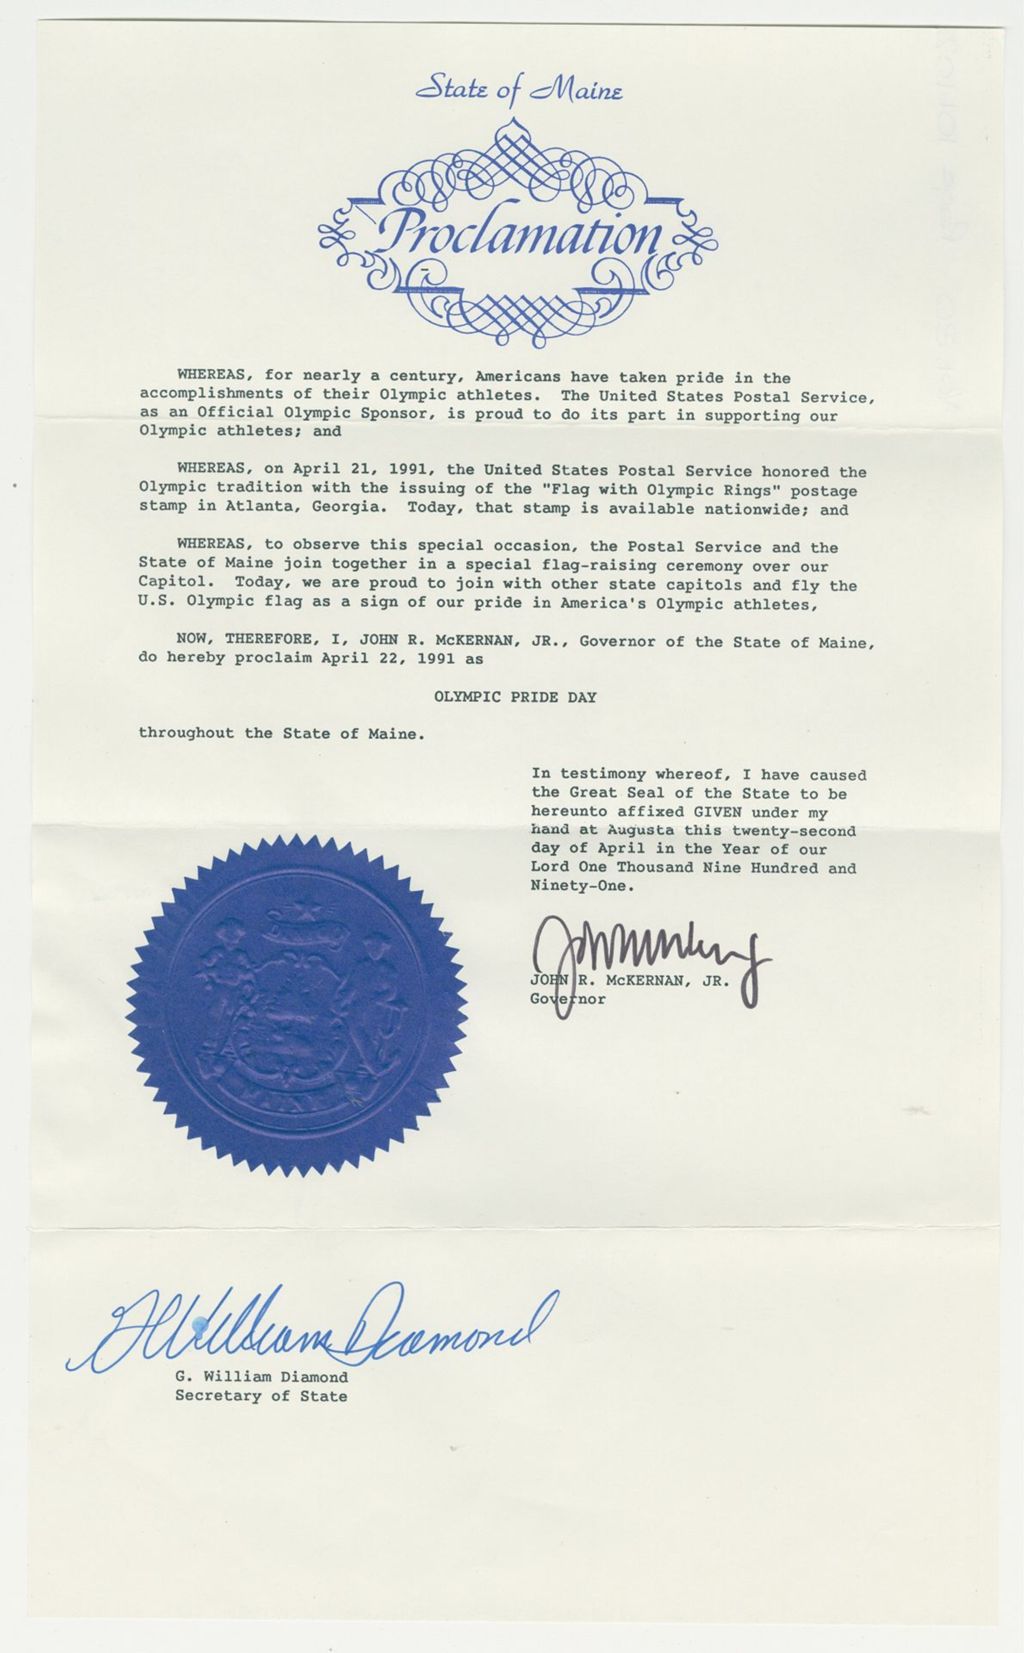 State of Maine
Proclamation
WHEREAS, for nearly a century, Americans have taken pride in the
accomplishments of their Olympic athletes.  The United States Postal Service,
as an Official Olympic Sponsor, is proud to do its part in supporting our
Olympic athletes; and
WHEREAS, on April 21, 1991, the United States Postal Service honored the
Olympic tradition with the issuing of the "Flag with Olympic Rings" postage
stamp in Atlanta, Georgia.  Today, that stamp is available nationwide; and
WHEREAS, to observe this special occasion, the Postal Service and the
State of Maine join together in a special flag-raising ceremony over our
Capitol.  Today, we are proud to join with other state capitols and fly the
U.S. Olympic flag as a sign of our pride in America's Olympic athletes,
NOW, THEREFORE, I, JOHN R. McKERNAN, JR., Governor of the State of Maine,
do hereby proclaim April 22, 1991 as
OLYMPIC PRIDE DAY
throughout the State of Maine.
In testimony whereof, I have caused
the Great Seal of the State to be
hereunto affixed GIVEN under my
hand at Augusta this twenty-second
day of April in the Year of our
Lord One Thousand Nine Hundred and
Ninety-One.
JOHN R. McKERNAN, JR.
Governor
MAINE
G William Diamond
G. William Diamond
Secretary of State